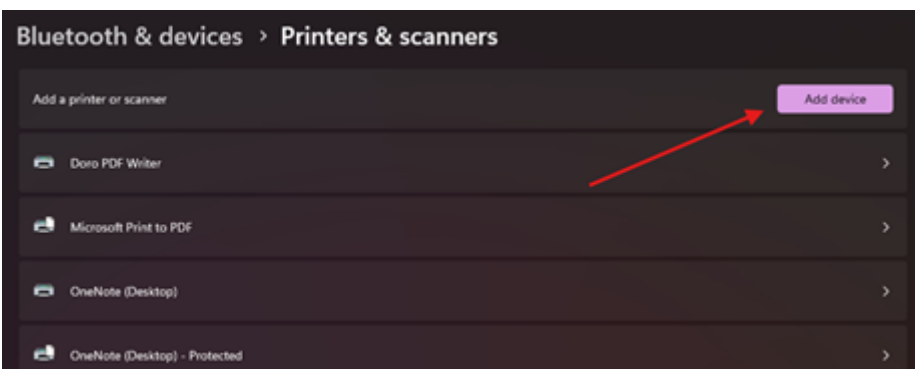 Bluetooth & devices > Printers & scanners
Add a printer or scanner
Add device
Doro PDF Writer
Microsoft Print to PDF
OneNote (Desktop)
OneNote (Desktop) - Protected